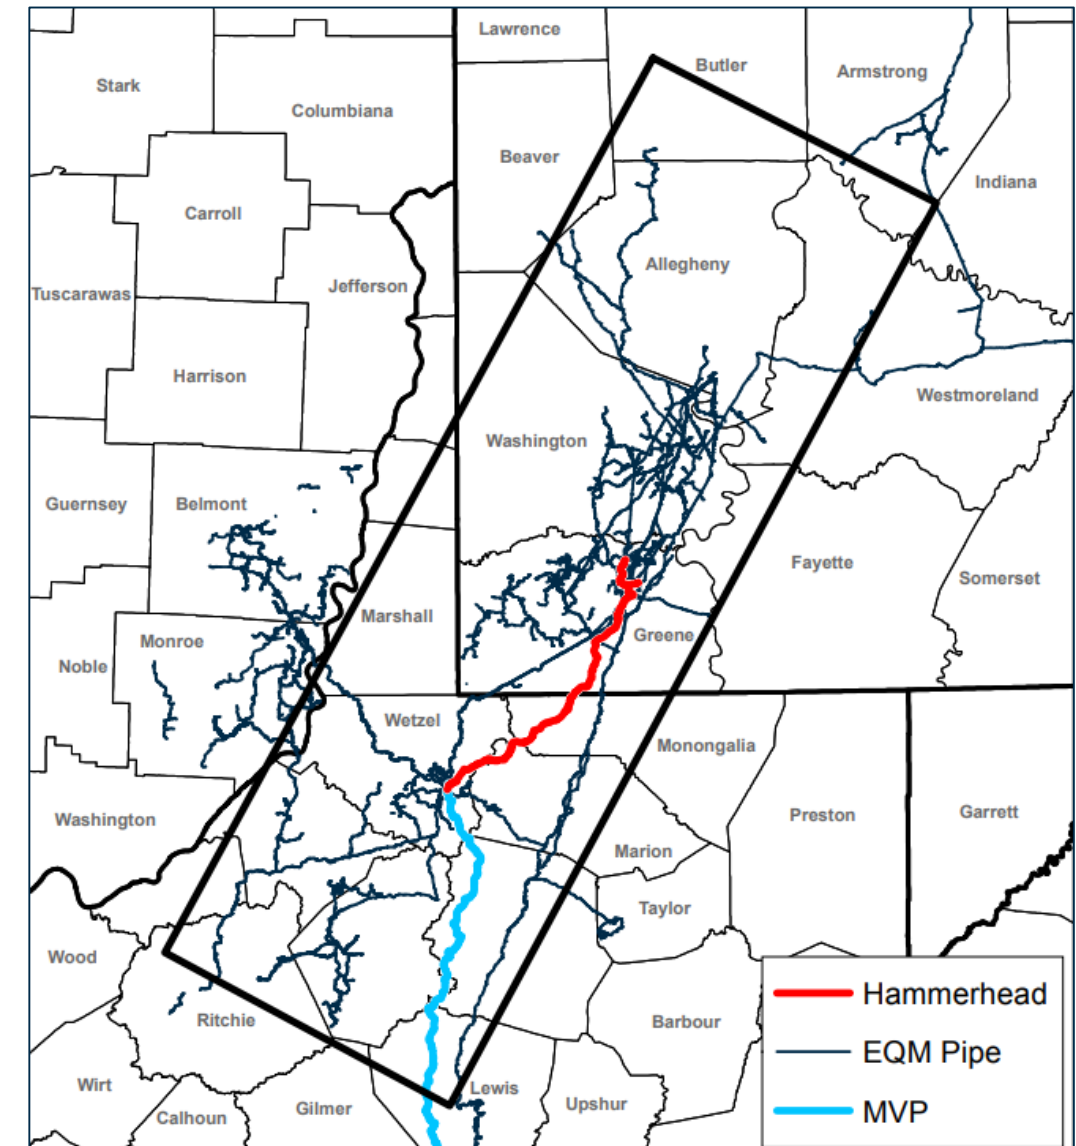 Lawrence
Butler
Armstrong
Stark
Columbiana
Beaver
Indiana
Carroll
Allegheny
Jefferson
Tuscarawas
Harrison
Westmoreland
Washington
Guernsey
Belmont
Fayette
Somerset
Marshall
Greene
Monroe
Noble
Wetzel
Monongalia
Washington
Preston
Garrett
Marion
Taylor
Wood
Ritchie
Barbour
Wirt
Lewis
Calhoun
Gilmer
Upshur
Hammerhead
EQM Pipe
MVP